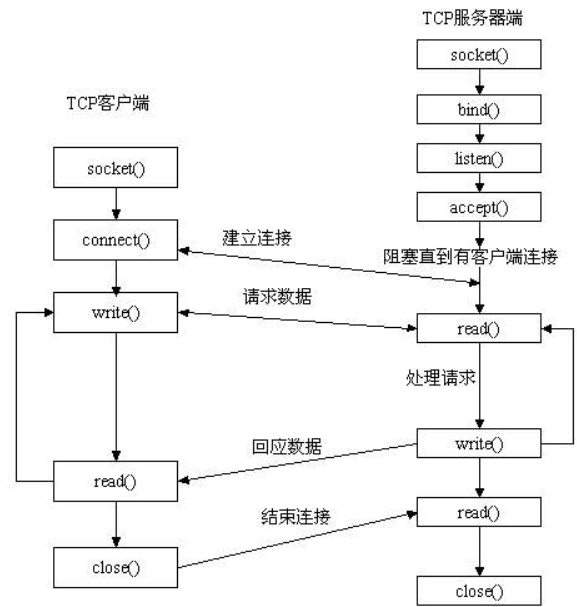 TCP服务器端
socket()
bind()
listen()
accept()
阻塞直到有客户端连接
read()
处理请求
write()
read()
close()
TCP客户端
socket()
connect()
write()
read()
close()
建立连接
请求数据
回应数据
结束连接